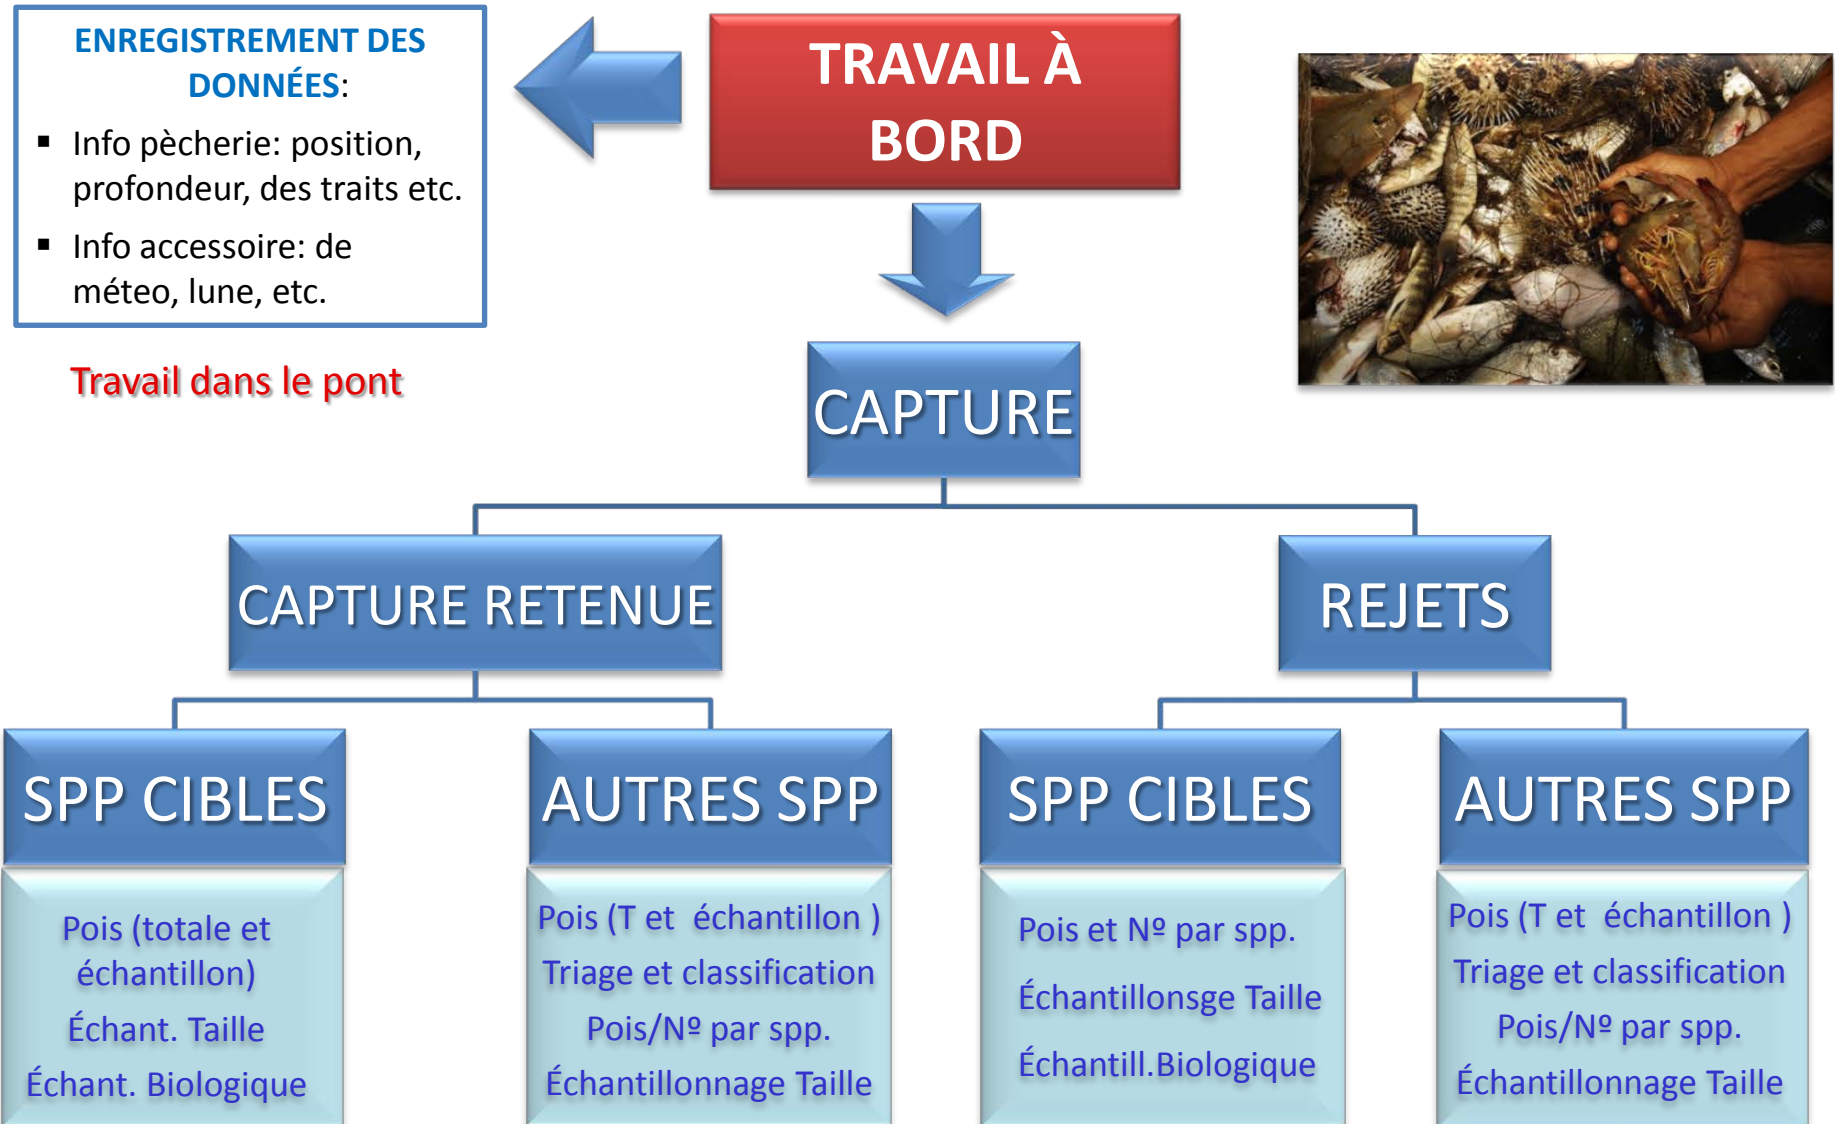 ENREGISTREMENT DES
DONNÉES:
▪ Info pècherie: position,
profondeur, des traits etc.
▪ Info accessoire: de
méteo, lune, etc.
Travail dans le pont
TRAVAIL À
BORD
CAPTURE
CAPTURE RETENUE
REJETS
SPP CIBLES
AUTRES SPP
SPP CIBLES
AUTRES SPP
Pois (totale et
échantillon)
Échant. Taille
Échant. Biologique
Pois (T et échantillon )
Triage et classification
Pois/Nº par spp.
Échantillonnage Taille
Pois et Nº par spp.
Échantillonsge Taille
Échantill.Biologique
Pois (T et échantillon )
Triage et classification
Pois/Nº par spp.
Échantillonnage Taille